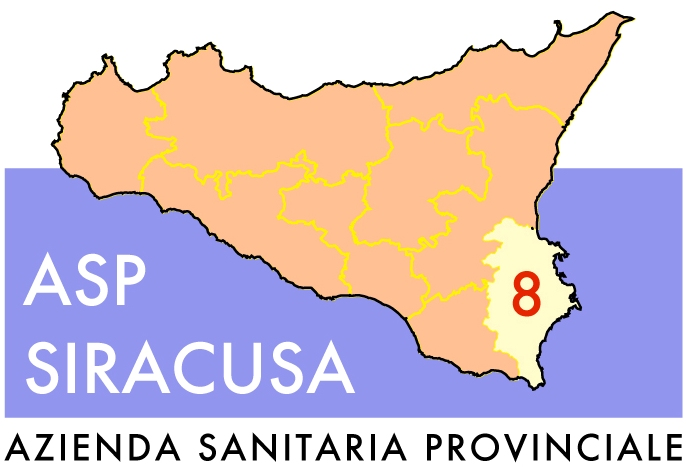 8
ASP
SIRACUSA
AZIENDA SANITARIA PROVINCIALE